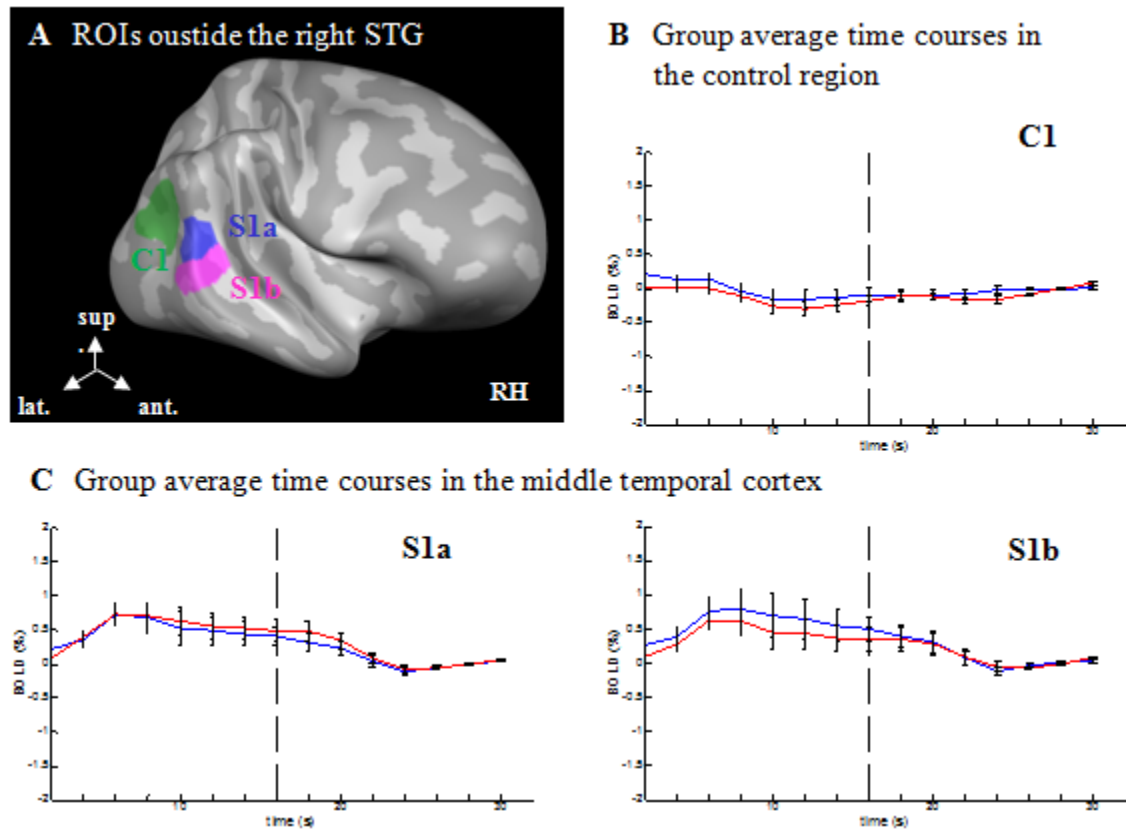 A ROIs oustide the right STG
S1a
C1
S1b
sup
.
lat.
ant.
RH
B Group average time courses in
the control region
C1
2
1.5
1
0.5
0
-0.5
-1
-1.5
-2
BOLD (%)
10
20
30
time (s)
C Group average time courses in the middle temporal cortex
S1a
2
1.5
1
0.5
0
-0.5
-1
-1.5
-2
BOLD (%)
10
20
30
time (s)
S1b
2
1.5
1
0.5
0
-0.5
-1
-1.5
-2
BOLD (%)
10
20
30
time (s)